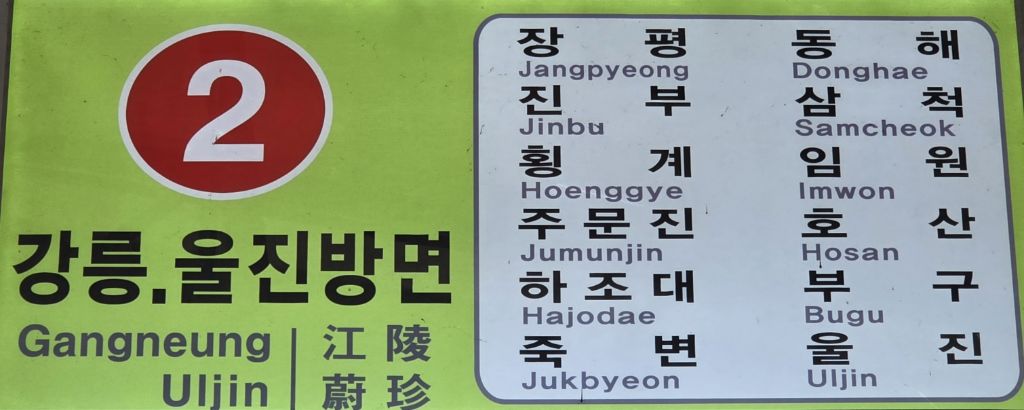 2
강릉.울진방면
Gangneung 江陵
Uljin 蔚珍
장평
Jangpyeong
진부
Jinbu
횡계
Hoenggye
주문진
Jumunjin
하조대
Hajodae
죽변
Jukbyeon
동해
Donghae
삼척
Samcheok
임원
Imwon
호산
Hosan
부구
Bugu
울진
Uljin